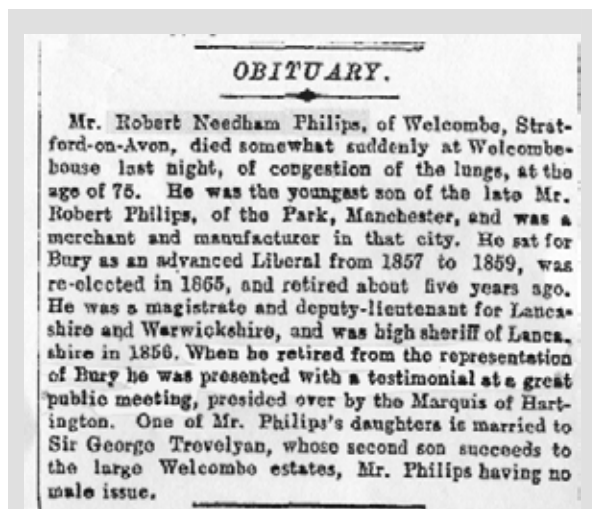 OBITUARY.
Mr. Robert Needham Philips, of Welcombe, Strat-
ford-on-Avon, died somewhat suddenly at Welcombe-
house last night, of congestion of the lungs, at the
age of 75. He was the youngest son of the late Mr.
Robert Philips, of the Park, Manchester, and was a
merchant and manufacturer in that city. He sat for
Bury as an advanced Liberal from 1857 to 1859, was
re-elected in 1865, and retired about five years ago.
He was a magistrate and deputy-lieutenant for Lanca-
shire and Warwickshire, and was high sheriff of Lanca-
shire in 1856. When he retired from the representation
of Bury he was presented with a testimonial at a great
public meeting, presided over by the Marquis of Hart-
ington. One of Mr. Philips's daughters is married to
Sir George Trevelyan, whose second son succeeds to
the large Welcombe estates, Mr. Philips having no
male issue.